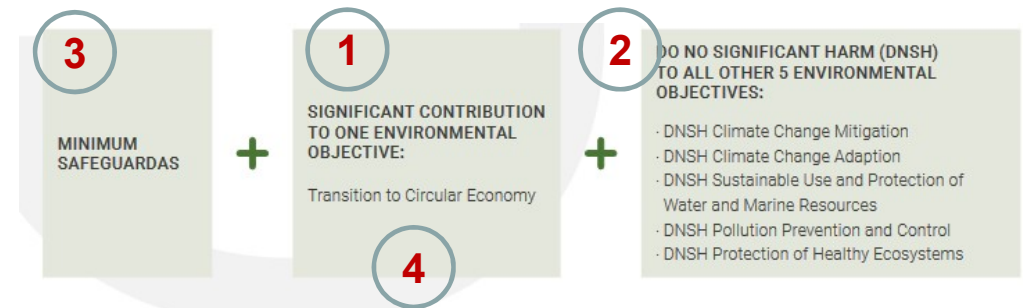 3
MINIMUM
SAFEGUARDAS
+
1
SIGNIFICANT CONTRIBUTION
TO ONE ENVIRONMENTAL
OBJECTIVE:
Transition to Circular Economy
4
+
2
DO NO SIGNIFICANT HARM (DNSH)
TO ALL OTHER 5 ENVIRONMENTAL
OBJECTIVES:
· DNSH Climate Change Mitigation
· DNSH Climate Change Adaption
· DNSH Sustainable Use and Protection of
Water and Marine Resources
· DNSH Pollution Prevention and Control
· DNSH Protection of Healthy Ecosystems